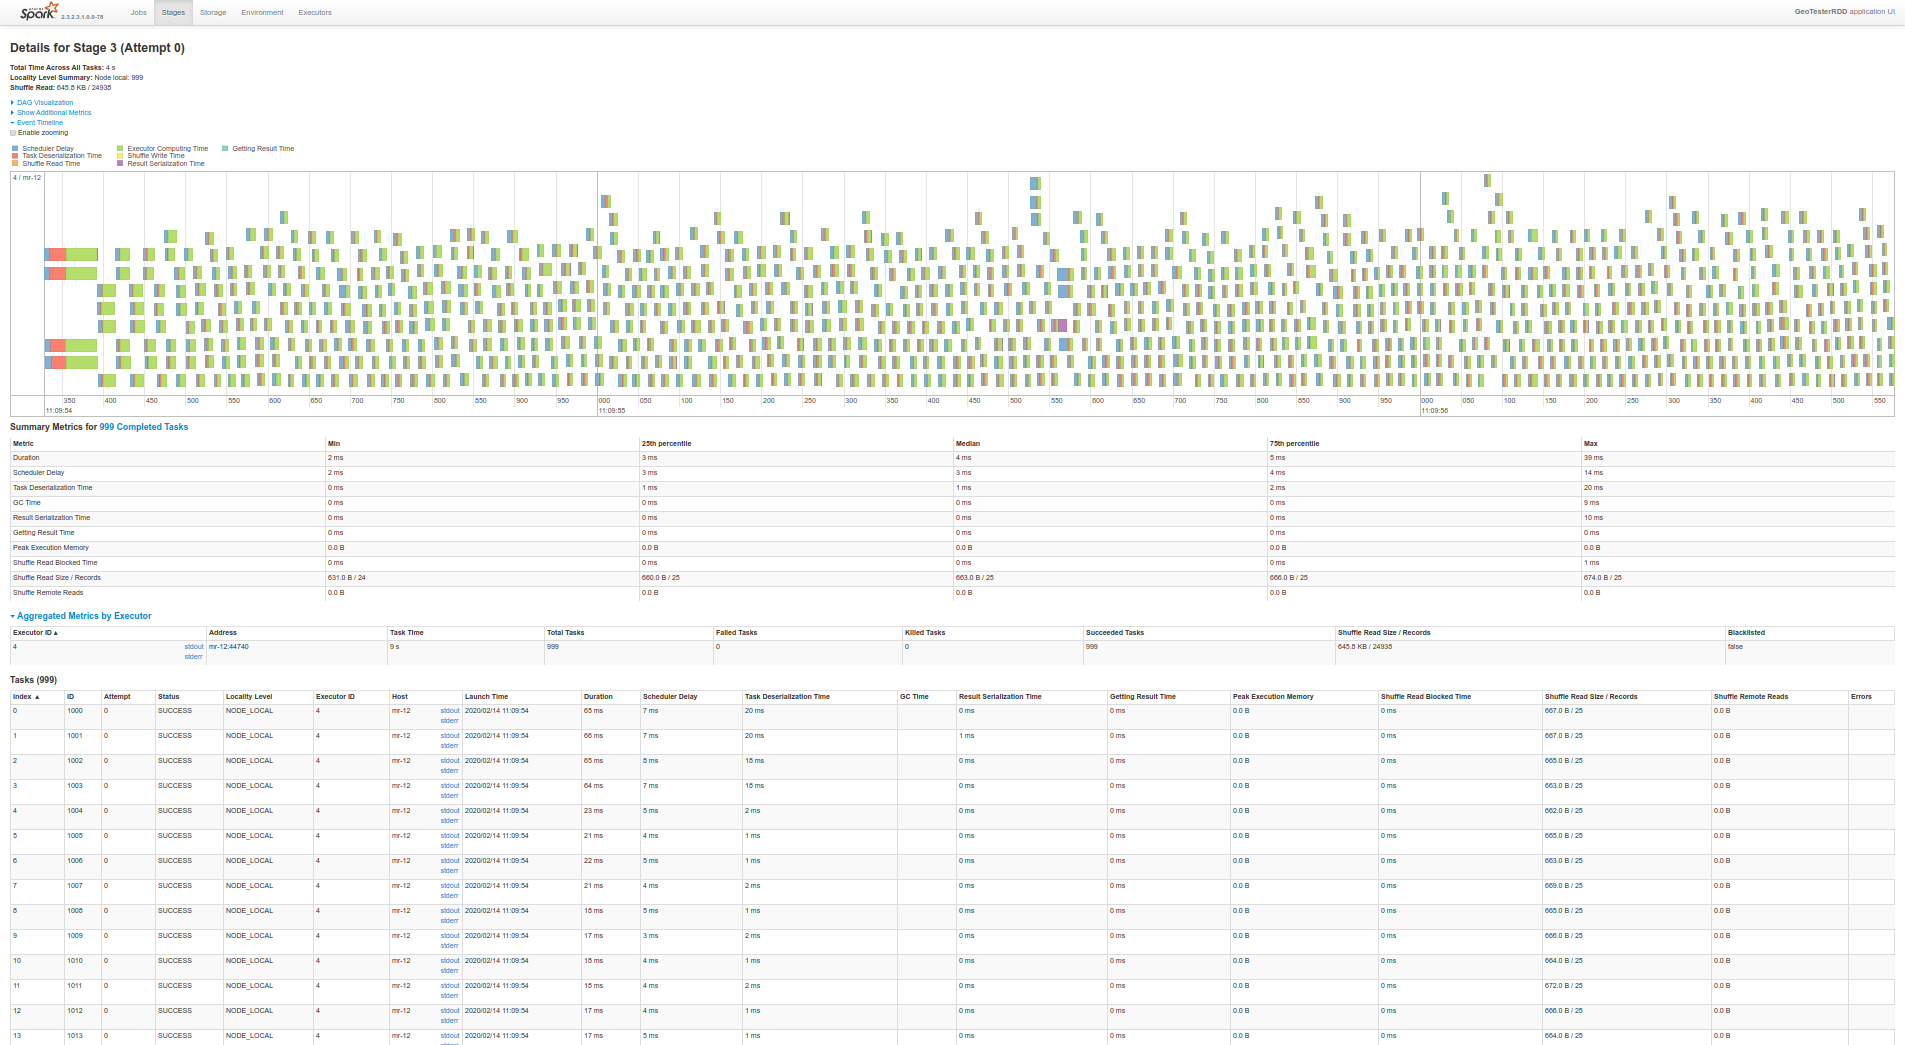 APACHE
Spark 2.3.2.3.1.0.0-78 Jobs Stages Storage Environment Executors GeoTesterRDD application UI
Details for Stage 3 (Attempt 0)
Total Time Across All Tasks: 4 s
Locality Level Summary: Node local: 999
Shuffle Read: 645.8 KB / 24938
DAG Visualization
Show Additional Metrics
Event Timeline
Enable zooming
Scheduler Delay Executor Computing Time Getting Result Time
Task Deserialization Time Shuffle Write Time
Shuffle Read Time Result Serialization Time
4 / mr-12
350 400 450 500 550 600 650 700 750 800 850 900 950 000 050 100 150 200 250 300 350 400 450 500 550 600 650 700 750 800 850 900 950 000 050 100 150 200 250 300 350 400 450 500 550
11:09:54 11:09:55 11:09:56
Summary Metrics for 999 Completed Tasks
Metric Min 25th percentile Median 75th percentile Max
Duration 2 ms 3 ms 4 ms 5 ms 39 ms
Scheduler Delay 2 ms 3 ms 3 ms 4 ms 14 ms
Task Deserialization Time 0 ms 1 ms 1 ms 2 ms 20 ms
GC Time 0 ms 0 ms 0 ms 0 ms 9 ms
Result Serialization Time 0 ms 0 ms 0 ms 0 ms 10 ms
Getting Result Time 0 ms 0 ms 0 ms 0 ms 0 ms
Peak Execution Memory 0.0 B 0.0 B 0.0 B 0.0 B 0.0 B
Shuffle Read Blocked Time 0 ms 0 ms 0 ms 0 ms 1 ms
Shuffle Read Size / Records 631.0 B / 24 660.0 B / 25 663.0 B / 25 666.0 B / 25 674.0 B / 25
Shuffle Remote Reads 0.0 B 0.0 B 0.0 B 0.0 B 0.0 B
Aggregated Metrics by Executor
Executor ID ▲ Address Task Time Total Tasks Failed Tasks Killed Tasks Succeeded Tasks Shuffle Read Size / Records Blacklisted
4 stdout mr-12:44740 9 s 999 0 0 999 645.8 KB / 24938 false
stderr
Tasks (999)
Index ▲ ID Attempt Status Locality Level Executor ID Host Launch Time Duration Scheduler Delay Task Deserialization Time GC Time Result Serialization Time Getting Result Time Peak Execution Memory Shuffle Read Blocked Time Shuffle Read Size / Records Shuffle Remote Reads Errors
0 1000 0 SUCCESS NODE_LOCAL 4 mr-12 stdout 2020/02/14 11:09:54 65 ms 7 ms 20 ms 0 ms 0 ms 0.0 B 0 ms 667.0 B / 25 0.0 B
stderr
1 1001 0 SUCCESS NODE_LOCAL 4 mr-12 stdout 2020/02/14 11:09:54 66 ms 7 ms 20 ms 1 ms 0 ms 0.0 B 0 ms 667.0 B / 25 0.0 B
stderr
2 1002 0 SUCCESS NODE_LOCAL 4 mr-12 stdout 2020/02/14 11:09:54 65 ms 8 ms 18 ms 0 ms 0 ms 0.0 B 0 ms 665.0 B / 25 0.0 B
stderr
3 1003 0 SUCCESS NODE_LOCAL 4 mr-12 stdout 2020/02/14 11:09:54 64 ms 7 ms 18 ms 0 ms 0 ms 0.0 B 0 ms 663.0 B / 25 0.0 B
stderr
4 1004 0 SUCCESS NODE_LOCAL 4 mr-12 stdout 2020/02/14 11:09:54 23 ms 5 ms 2 ms 0 ms 0 ms 0.0 B 0 ms 662.0 B / 25 0.0 B
stderr
5 1005 0 SUCCESS NODE_LOCAL 4 mr-12 stdout 2020/02/14 11:09:54 21 ms 4 ms 1 ms 0 ms 0 ms 0.0 B 0 ms 665.0 B / 25 0.0 B
stderr
6 1006 0 SUCCESS NODE_LOCAL 4 mr-12 stdout 2020/02/14 11:09:54 22 ms 5 ms 1 ms 0 ms 0 ms 0.0 B 0 ms 663.0 B / 25 0.0 B
stderr
7 1007 0 SUCCESS NODE_LOCAL 4 mr-12 stdout 2020/02/14 11:09:54 21 ms 4 ms 2 ms 0 ms 0 ms 0.0 B 0 ms 669.0 B / 25 0.0 B
stderr
8 1008 0 SUCCESS NODE_LOCAL 4 mr-12 stdout 2020/02/14 11:09:54 18 ms 5 ms 1 ms 0 ms 0 ms 0.0 B 0 ms 665.0 B / 25 0.0 B
stderr
9 1009 0 SUCCESS NODE_LOCAL 4 mr-12 stdout 2020/02/14 11:09:54 17 ms 3 ms 2 ms 0 ms 0 ms 0.0 B 0 ms 666.0 B / 25 0.0 B
stderr
10 1010 0 SUCCESS NODE_LOCAL 4 mr-12 stdout 2020/02/14 11:09:54 18 ms 4 ms 1 ms 0 ms 0 ms 0.0 B 0 ms 664.0 B / 25 0.0 B
stderr
11 1011 0 SUCCESS NODE_LOCAL 4 mr-12 stdout 2020/02/14 11:09:54 18 ms 4 ms 2 ms 0 ms 0 ms 0.0 B 0 ms 672.0 B / 25 0.0 B
stderr
12 1012 0 SUCCESS NODE_LOCAL 4 mr-12 stdout 2020/02/14 11:09:54 17 ms 4 ms 1 ms 0 ms 0 ms 0.0 B 0 ms 666.0 B / 25 0.0 B
stderr
13 1013 0 SUCCESS NODE_LOCAL 4 mr-12 stdout 2020/02/14 11:09:54 17 ms 5 ms 1 ms 0 ms 0 ms 0.0 B 0 ms 664.0 B / 25 0.0 B